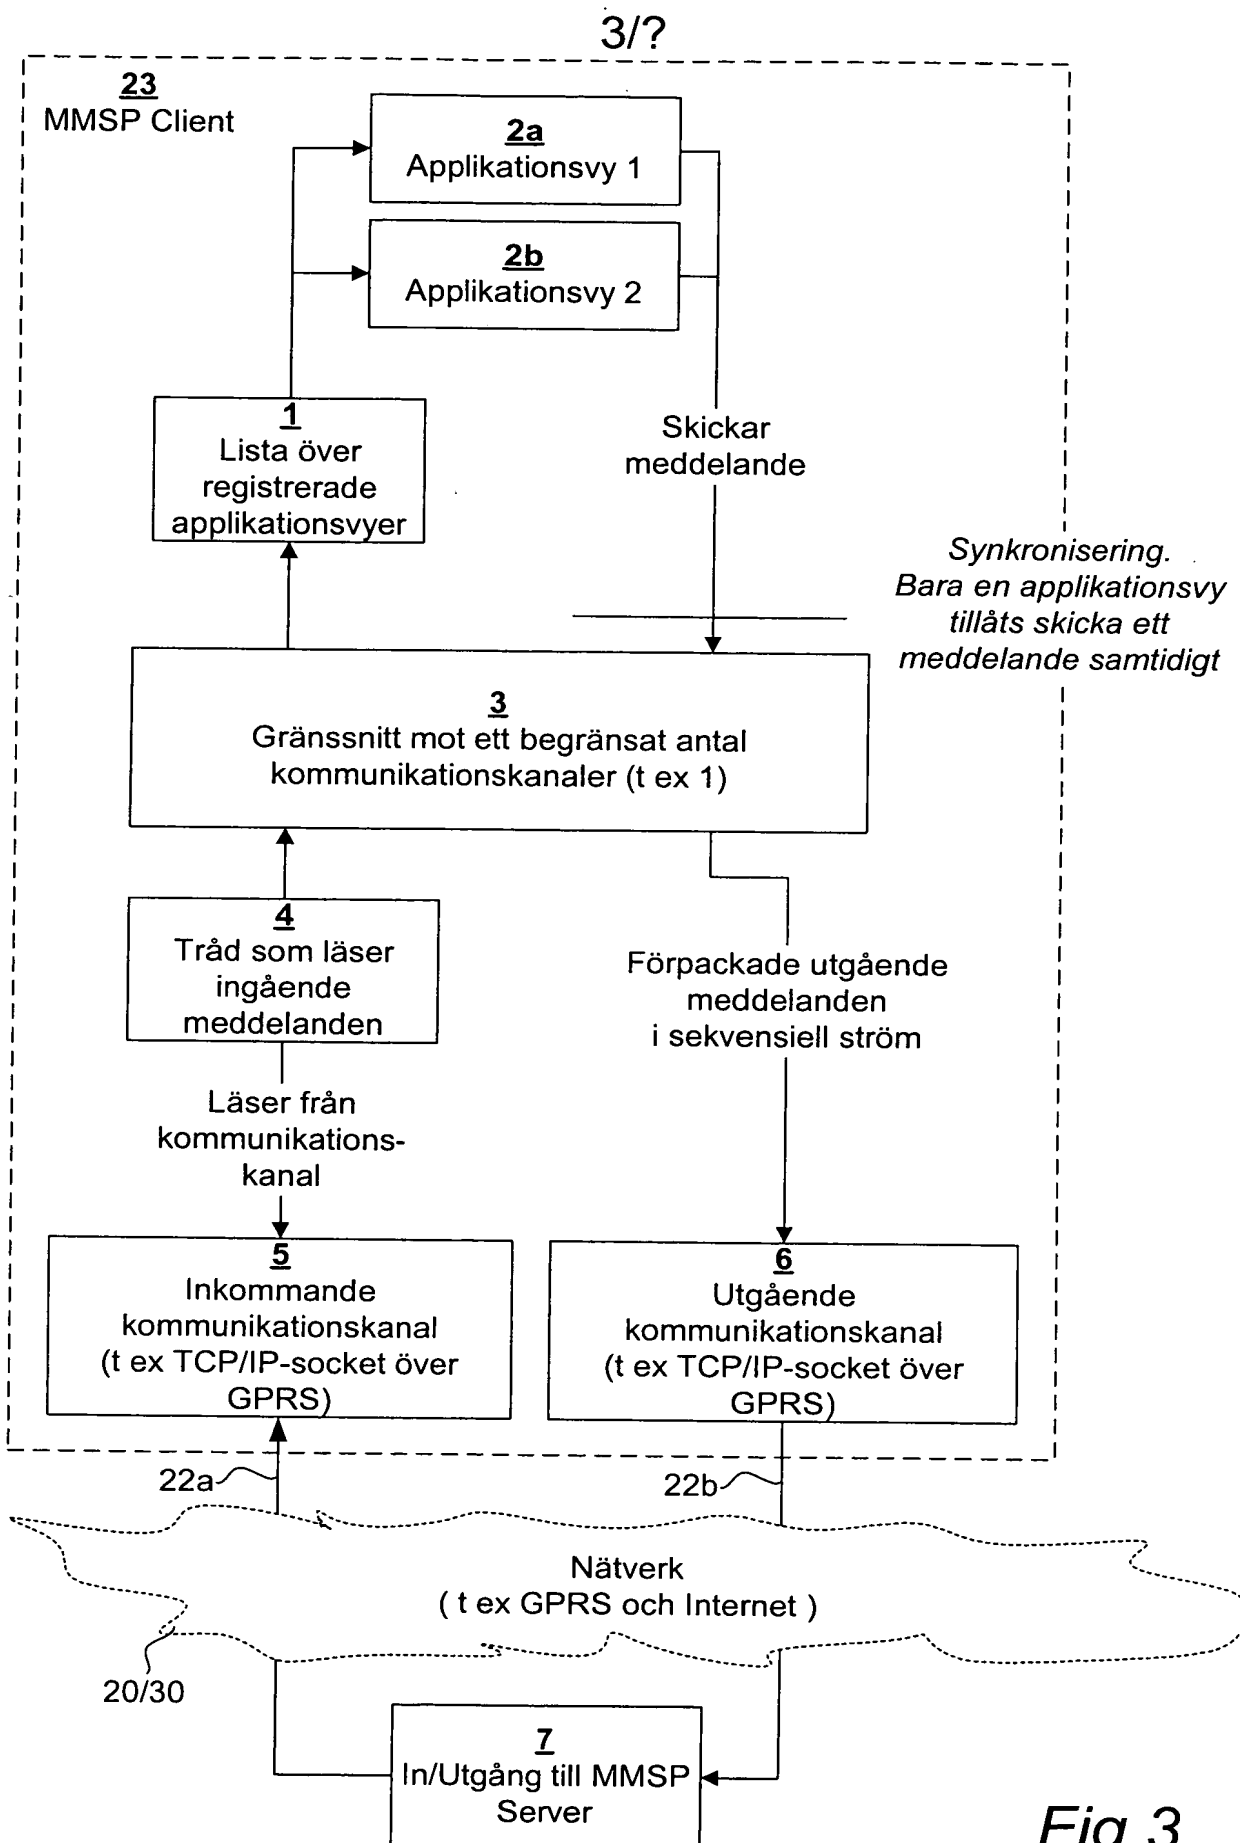 3/?
23
MMSP Client
2a
Applikationsvy 1
2b
Applikationsvy 2
1
Lista över
registrerade
applikationsvyer
Skickar
meddelande
Synkronisering.
Bara en applikationsvy
tillåts skicka ett
meddelande samtidigt
3
Gränssnitt mot ett begränsat antal
kommunikationskanaler (t ex 1)
4
Tråd som läser
ingående
meddelanden
Förpackade utgående
meddelanden
i sekvensiell ström
Läser från
kommunikations-
kanal
5
Inkommande
kommunikationskanal
(t ex TCP/IP-socket över
GPRS)
6
Utgående
kommunikationskanal
(t ex TCP/IP-socket över
GPRS)
22a
22b
Nätverk
( t ex GPRS och Internet )
20/30
7
In/Utgång till MMSP
Server
Fig 3